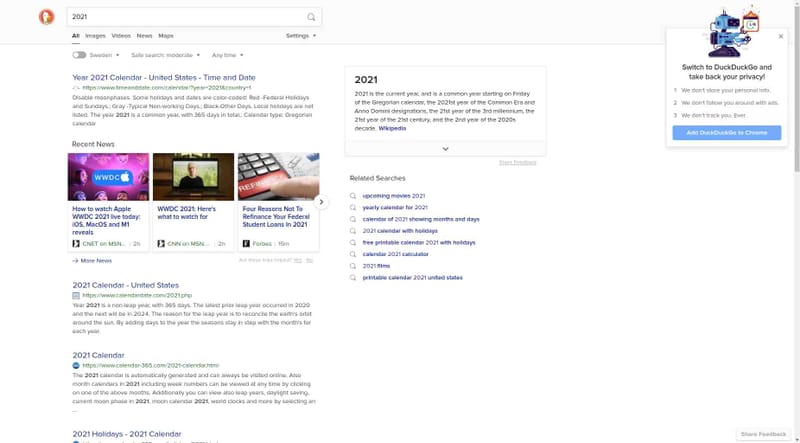 2021
All Images Videos News Maps Settings
Sweden Safe search: moderate Any time
Year 2021 Calendar - United States - Time and Date
https://www.timeanddate.com/calendar/?year=2021&country=1
Disable moonphases. Some holidays and dates are color-coded: Red -Federal Holidays
and Sundays.; Gray -Typical Non-working Days.; Black-Other Days. Local holidays are not
listed. The year 2021 is a common year, with 365 days in total.; Calendar type: Gregorian
calendar
Recent News
WWDC
REFINANCE
How to watch Apple
WWDC 2021 live today:
iOS, MacOS and M1
reveals
CNET on MSN... 2h
WWDC 2021: Here's
what to watch for
CNN on MSN... 2h
Four Reasons Not To
Refinance Your Federal
Student Loans In 2021
Forbes 15m
More News
Are these links helpful? Yes No
2021 Calendar - United States
https://www.calendardate.com/2021.php
Year 2021 is a non-leap year, with 365 days. The latest prior leap year occurred in 2020
and the next will be in 2024. The reason for the leap year is to reconcile the earth's orbit
around the sun. By adding days to the year the seasons stay in step with the month's for
each year.
2021 Calendar
https://www.calendar-365.com/2021-calendar.html
The 2021 calendar is automatically generated and can always be visited online. Also
month calendars in 2021 including week numbers can be viewed at any time by clicking
on one of the above months. Additionally you can view also leap years, daylight saving,
current moon phase in 2021, moon calendar 2021, world clocks and more by selecting an
...
2021 Holidays - 2021 Calendar
2021
2021 is the current year, and is a common year starting on Friday
of the Gregorian calendar, the 2021st year of the Common Era and
Anno Domini designations, the 21st year of the 3rd millennium, the
21st year of the 21st century, and the 2nd year of the 2020s
decade. Wikipedia
Share Feedback
Related Searches
upcoming movies 2021
yearly calendar for 2021
calendar of 2021 showing months and days
2021 calendar with holidays
free printable calendar 2021 with holidays
calendar 2021 calculator
2021 films
printable calendar 2021 united states
Switch to DuckDuckGo and
take back your privacy!
1 We don't store your personal info.
2 We don't follow you around with ads.
3 We don't track you. Ever.
Add DuckDuckGo to Chrome
Share Feedback